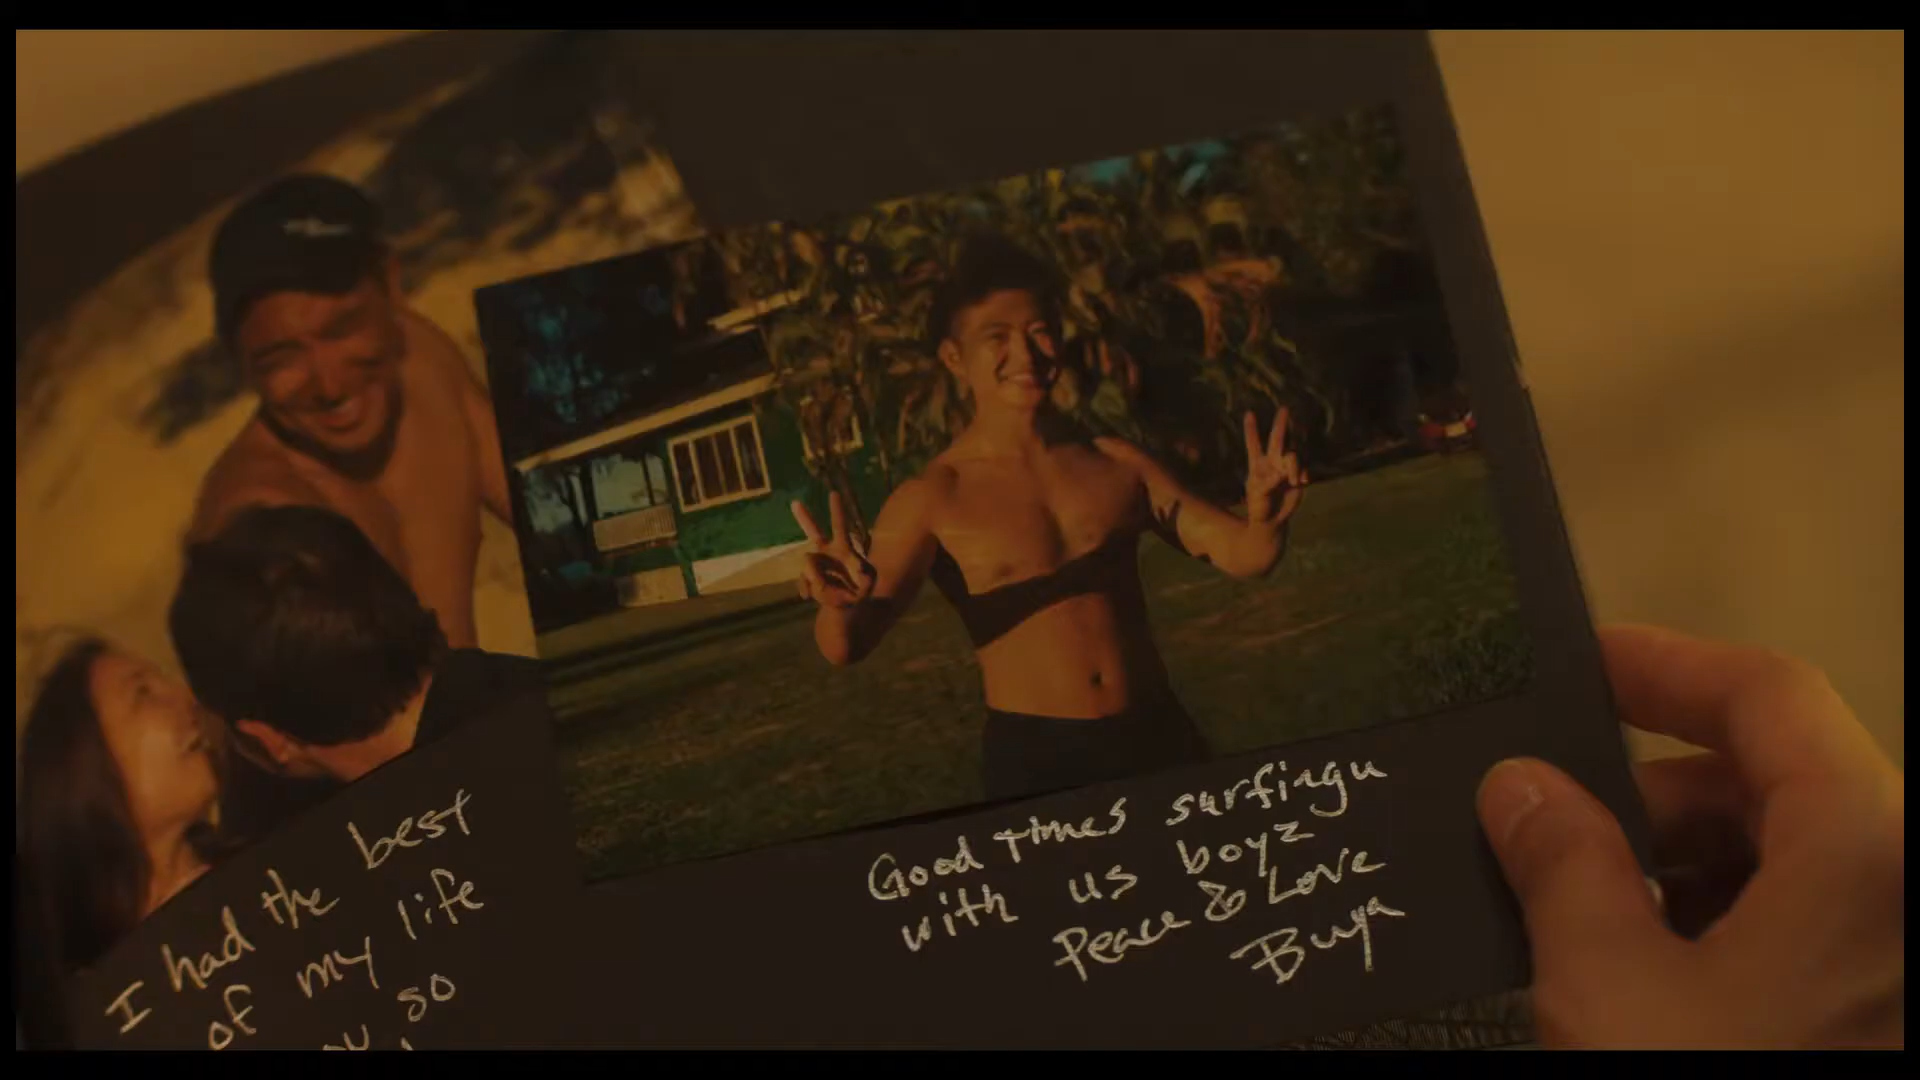 I had the best
of my life
so
Good times surfingu
with us boyz
Peace & Love
Buya